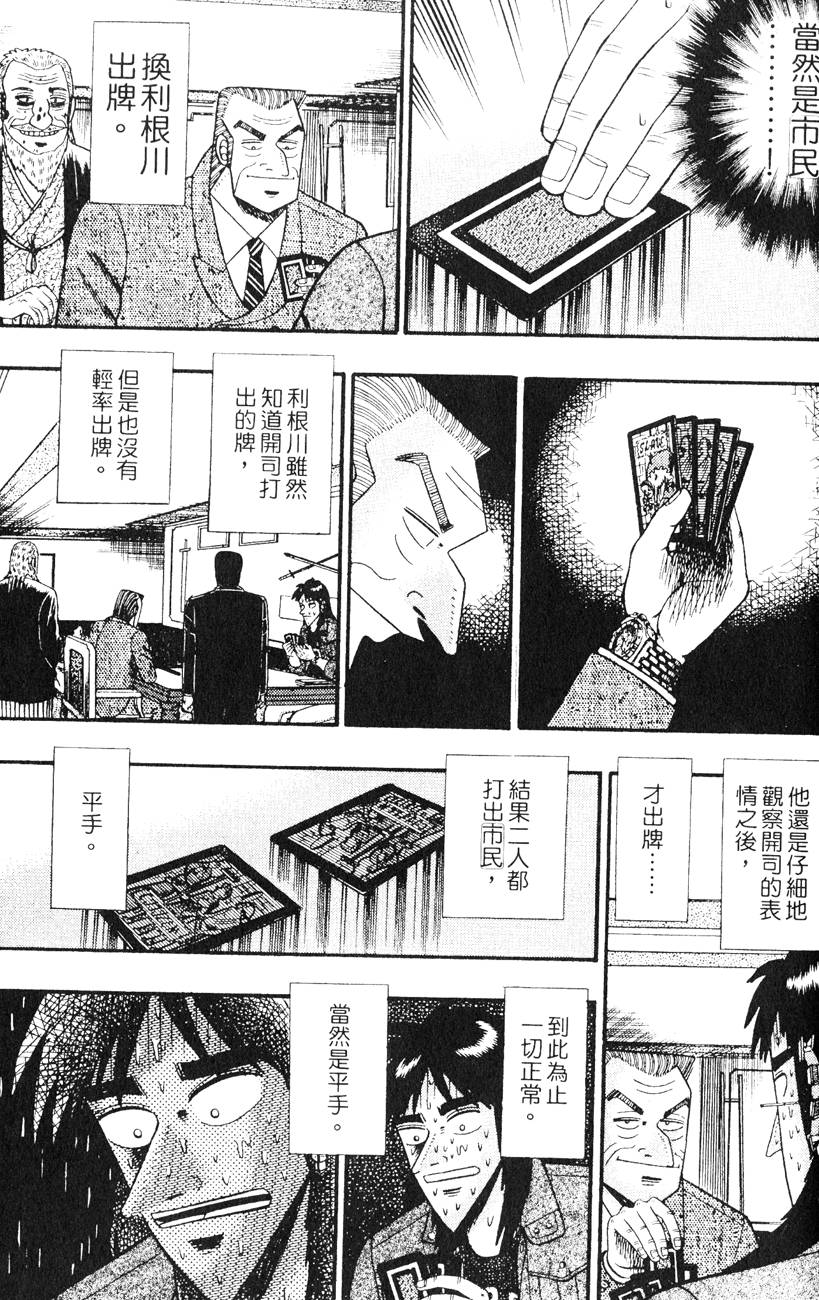 當然是市民
…………！
換利根川
出牌。
SLAVE
利根川雖然
知道開司打
出的牌，
但是也沒有
輕率出牌。
他還是仔細地
觀察開司的表
情之後，
才出牌……
結果二人都
打出市民，
平手。
到此為止
一切正常。
當然是平手。